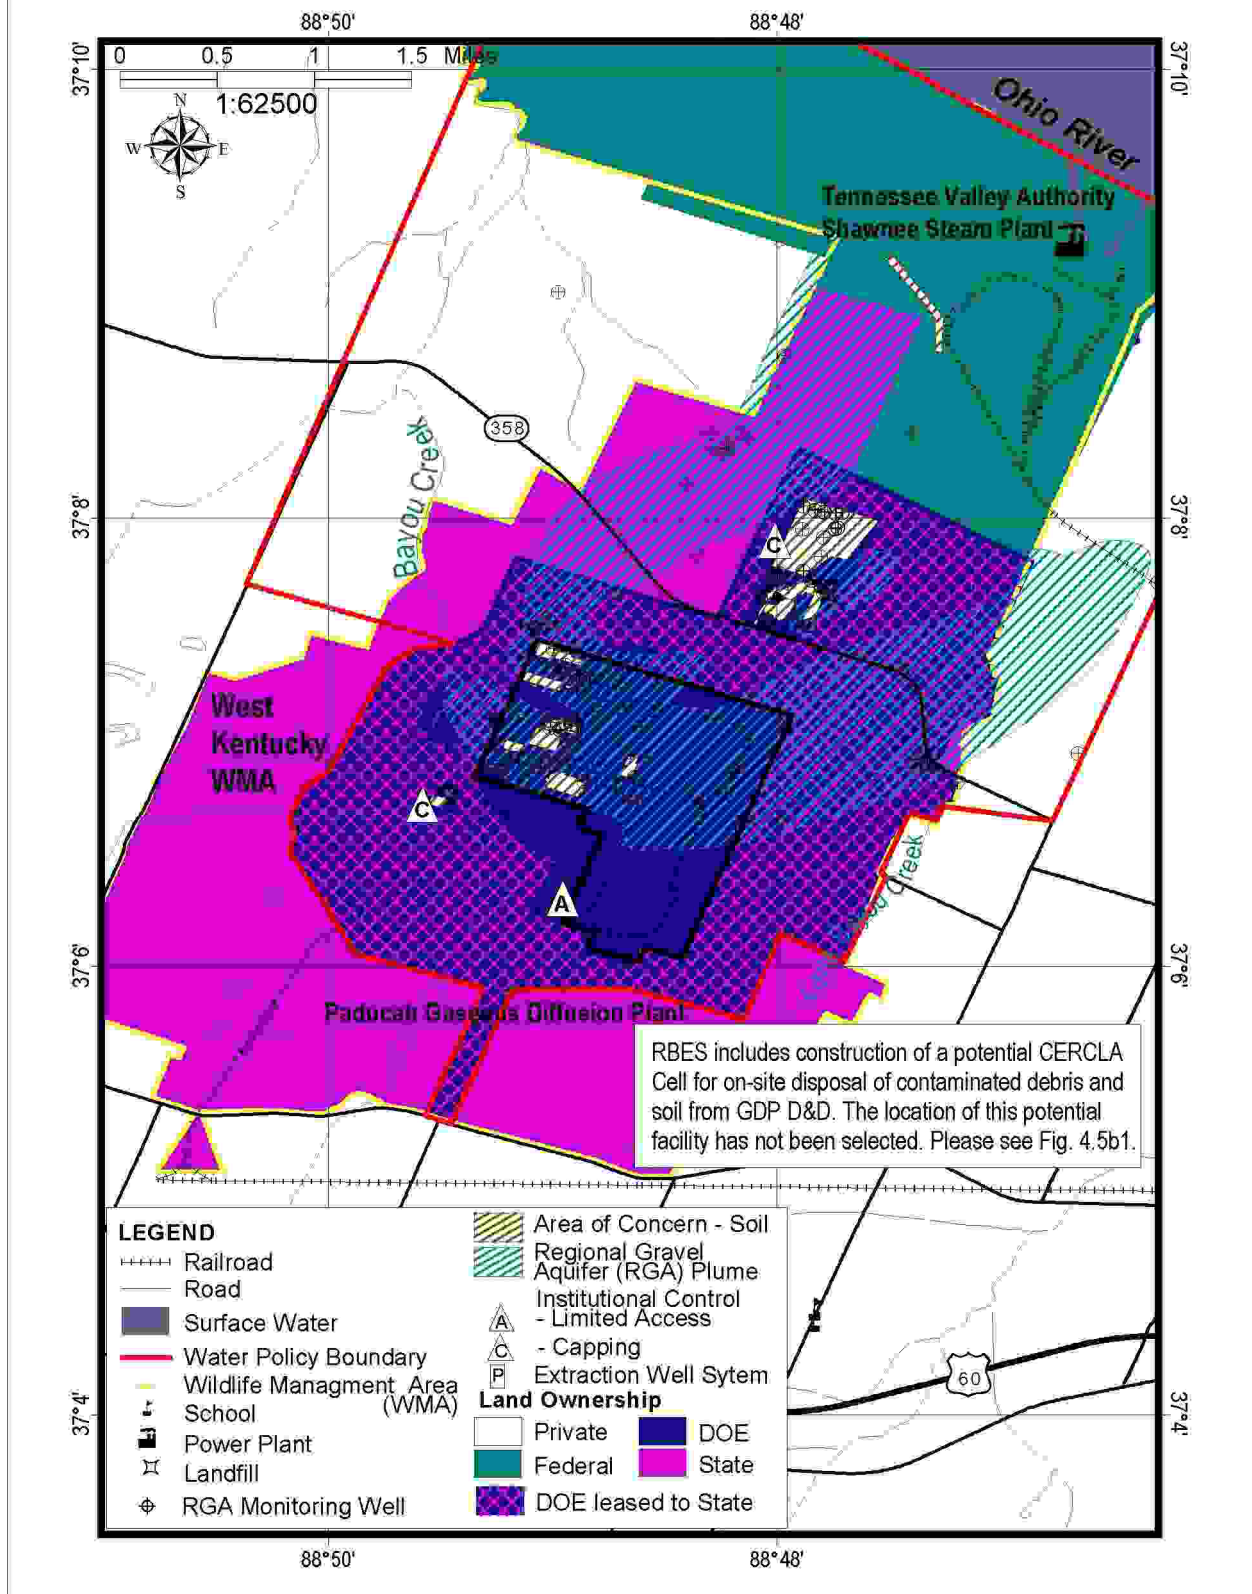 88°50'
88°48'
37°10'
37°10'
0 0.5 1 1.5 Miles
1:62500
N
W E
S
Ohio River
Tennessee Valley Authority
Shawnee Steam Plant
358
Bayou Creek
37°8'
37°8'
C
West
Kentucky
WMA
C
A
Creek
37°6'
37°6'
Paducah Gaseous Diffusion Plant
RBES includes construction of a potential CERCLA
Cell for on-site disposal of contaminated debris and
soil from GDP D&D. The location of this potential
facility has not been selected. Please see Fig. 4.5b1.
LEGEND
Railroad
Road
Surface Water
Water Policy Boundary
Wildlife Managment Area
(WMA)
School
Power Plant
Landfill
RGA Monitoring Well
Area of Concern - Soil
Regional Gravel
Aquifer (RGA) Plume
Institutional Control
A - Limited Access
C - Capping
P Extraction Well Sytem
Land Ownership
Private
DOE
Federal
State
DOE leased to State
60
37°4'
37°4'
88°50'
88°48'